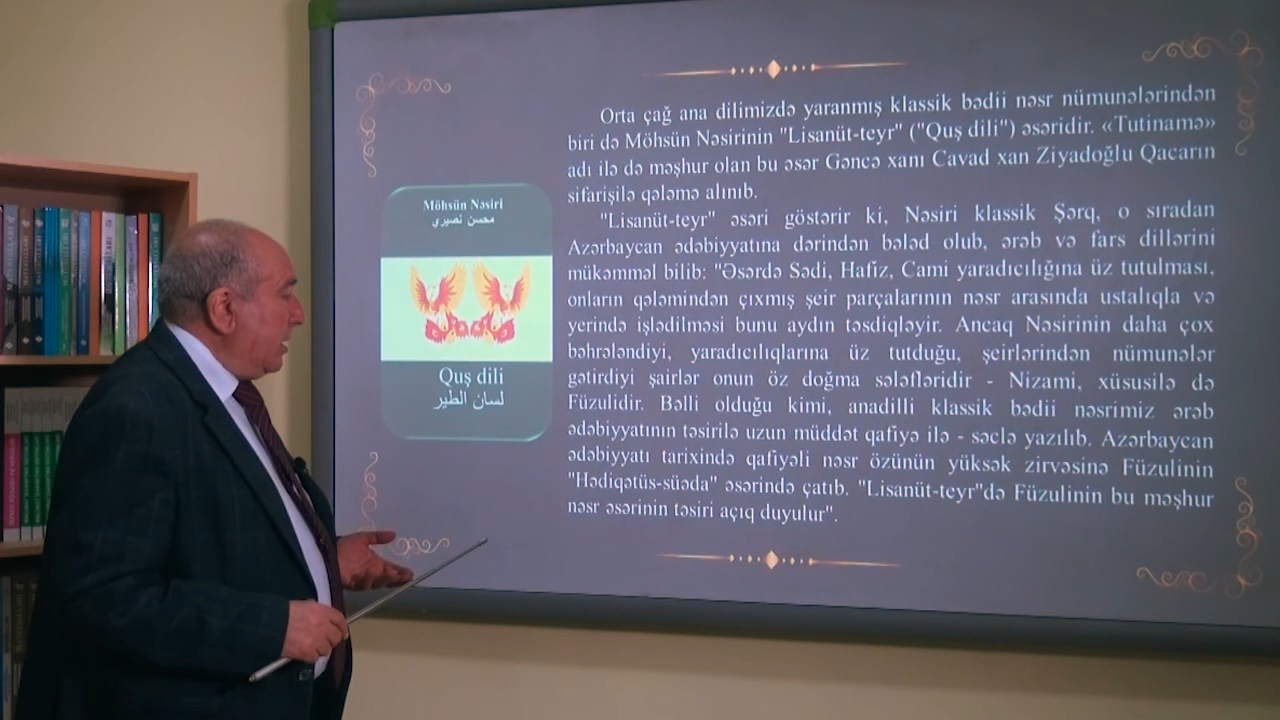 Orta çağ ana dilimizdə yaranmış klassik bədii nəsr nümunələrindən
biri də Möhsün Nəsirinin "Lisanüt-teyr" ("Quş dili") əsəridir. «Tutinamə»
adı ilə də məşhur olan bu əsər Gəncə xanı Cavad xan Ziyadoğlu Qacarın
sifarişilə qələmə alınıb.
"Lisanüt-teyr" əsəri göstərir ki, Nəsiri klassik Şərq, o sıradan
Azərbaycan ədəbiyyatına dərindən bələd olub, ərəb və fars dillərini
mükəmməl bilib: "Əsərdə Sədi, Hafiz, Cami yaradıcılığına üz tutulması,
onların qələmindən çıxmış şeir parçalarının nəsr arasında ustalıqla və
yerində işlədilməsi bunu aydın təsdiqləyir. Ancaq Nəsirinin daha çox
bəhrələndiyi, yaradıcılıqlarına üz tutduğu, şeirlərindən nümunələr
gətirdiyi şairlər onun öz doğma sələfləridir - Nizami, xüsusilə də
Füzulidir. Bəlli olduğu kimi, anadilli klassik bədii nəsrimiz ərəb
ədəbiyyatının təsirilə uzun müddət qafiyə ilə - səclə yazılıb. Azərbaycan
ədəbiyyatı tarixində qafiyəli nəsr özünün yüksək zirvəsinə Füzulinin
"Hədiqətüs-süəda" əsərində çatıb. "Lisanüt-teyr"də Füzulinin bu məşhur
nəsr əsərinin təsiri açıq duyulur".
Möhsün Nəsiri
محسن نصيري
Quş dili
لسان الطير